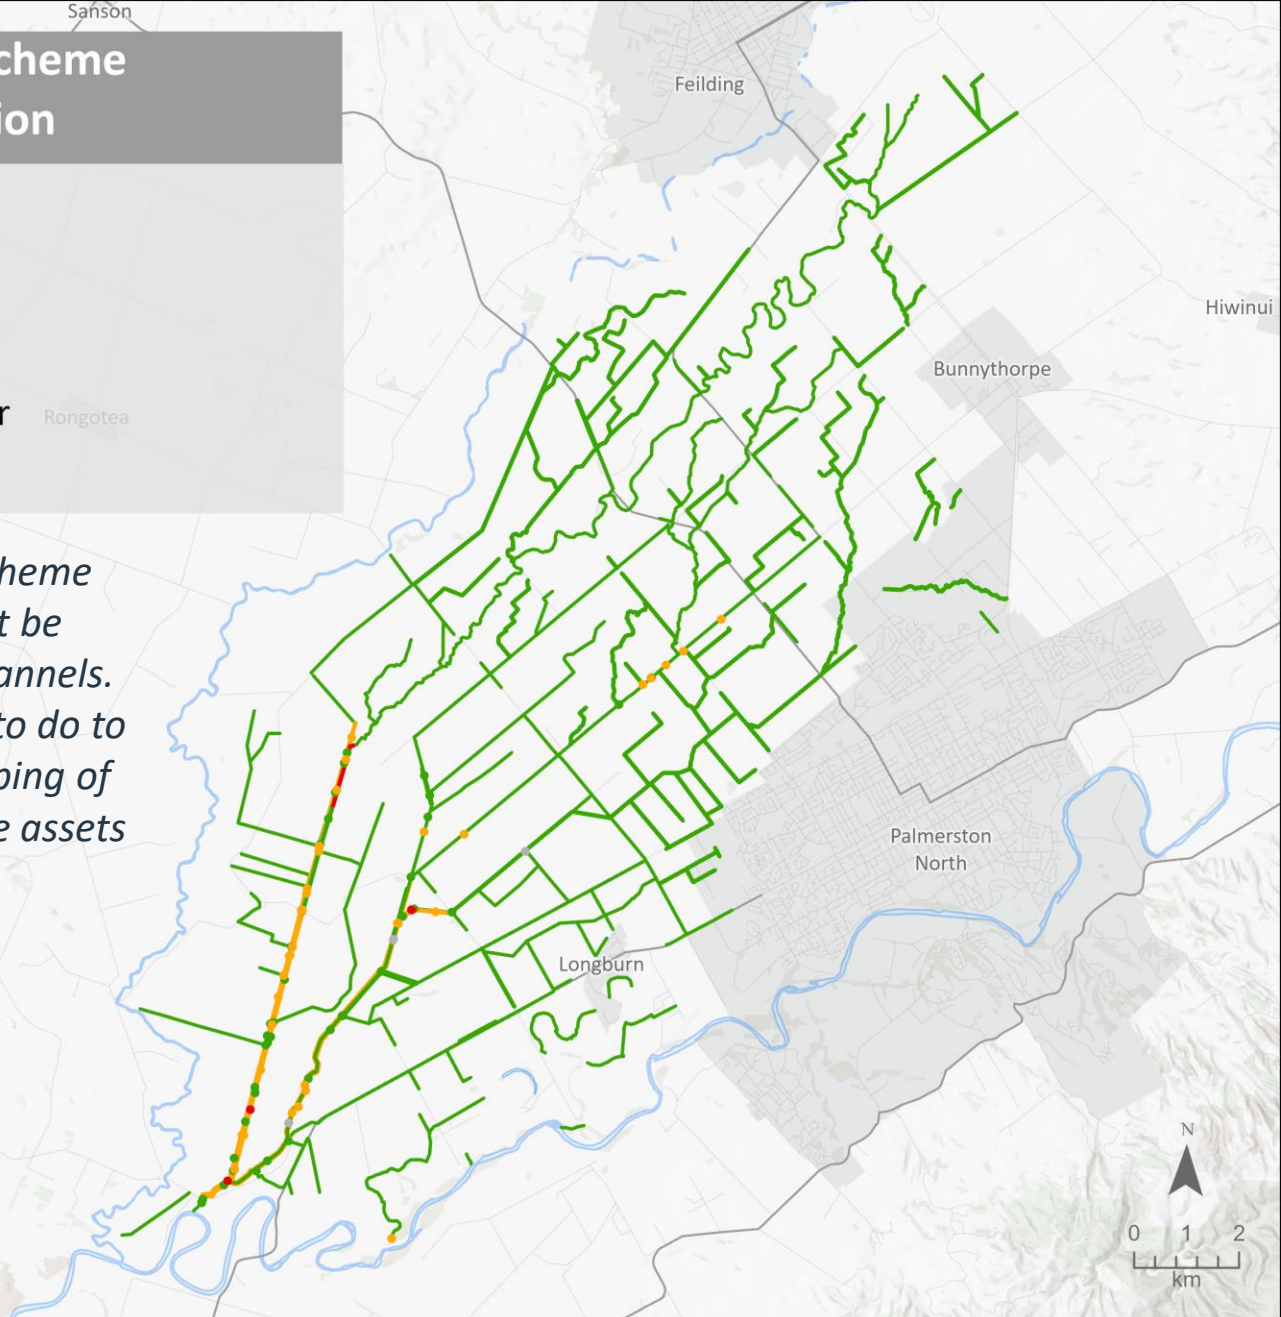 Sanson
cheme
ion
Feilding
Hiwinui
Bunnythorpe
r
Rongotea
heme
t be
annels.
to do to
ping of
e assets
Palmerston
North
Longburn
N
0 1 2
km